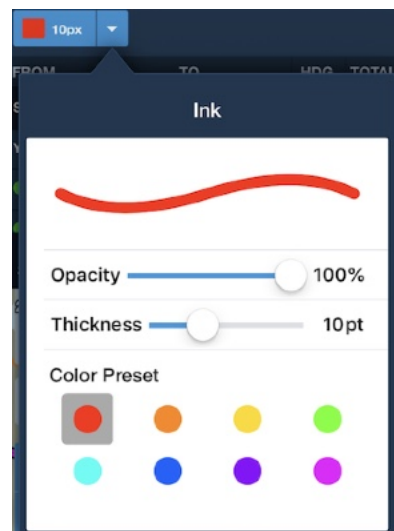 10px
FROM TO HDG TOTAL
Ink
Opacity 100%
Thickness 10pt
Color Preset